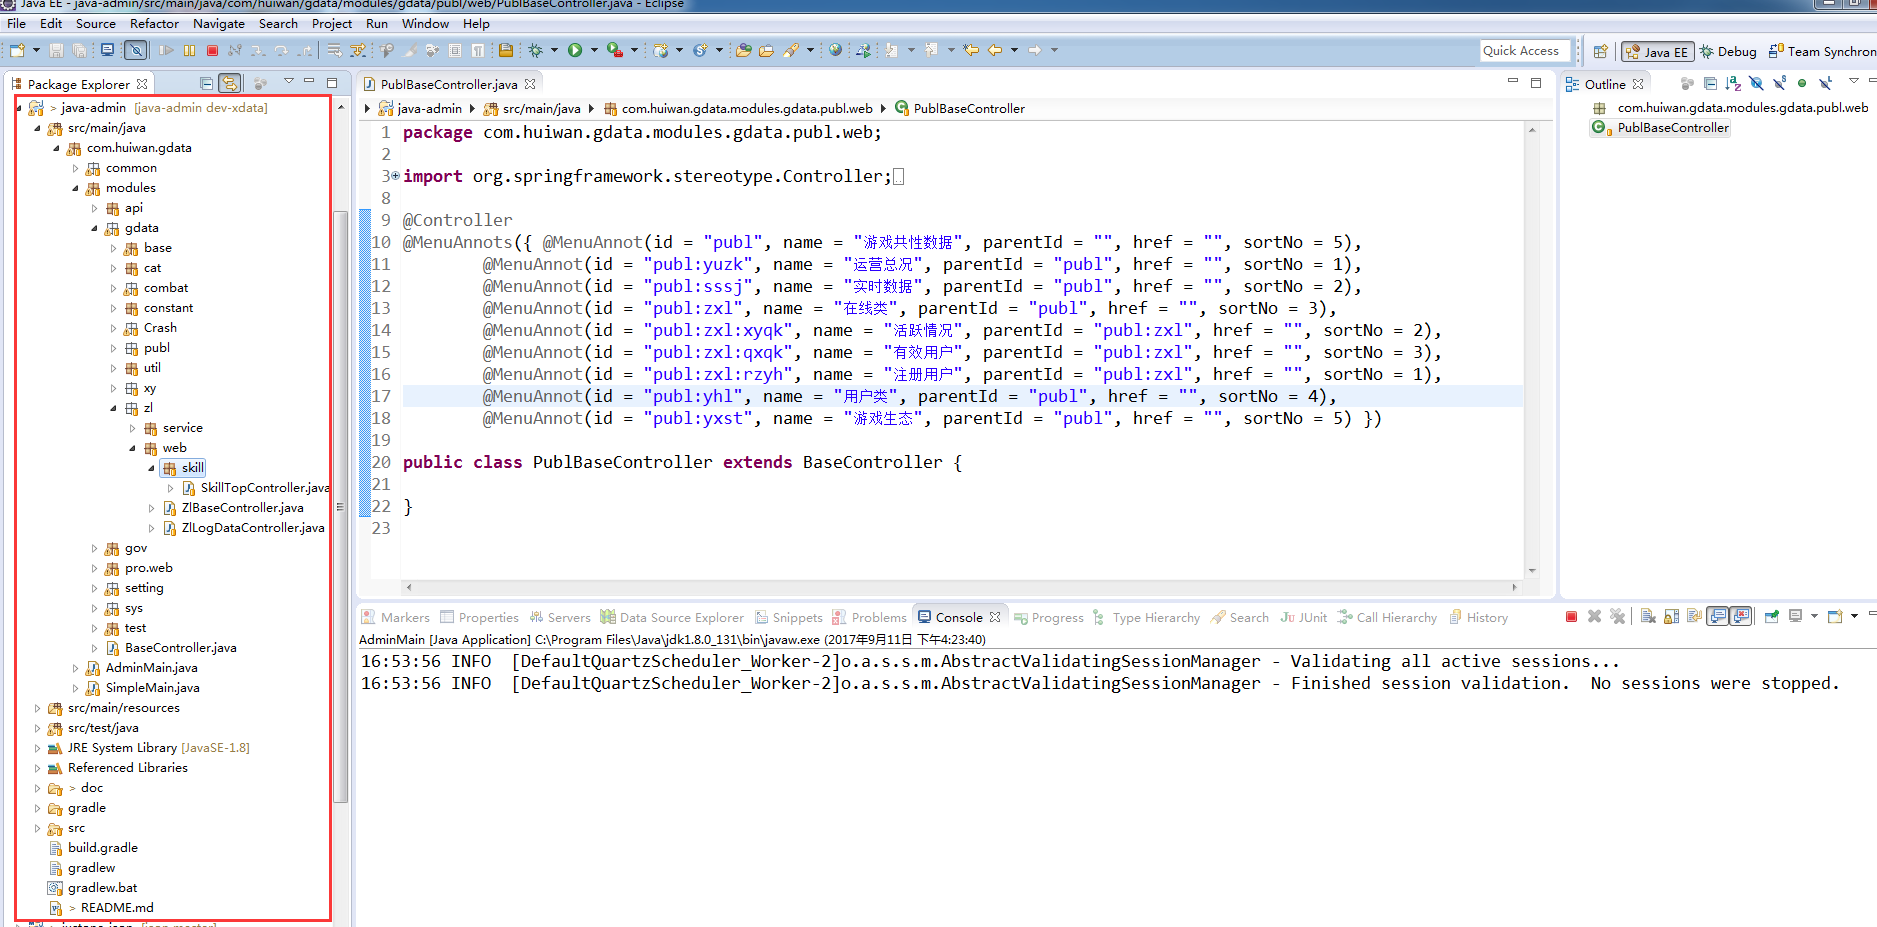 Java EE - java-admin/src/main/java/com/huiwan/gdata/modules/gdata/publ/web/PublBaseController.java - Eclipse
File Edit Source Refactor Navigate Search Project Run Window Help
Quick Access
Java EE
Debug
Team Synchron
Package Explorer
> java-admin [java-admin dev-xdata]
src/main/java
com.huiwan.gdata
common
modules
api
gdata
base
cat
combat
constant
Crash
publ
util
xy
zl
service
web
skill
SkillTopController.java
ZlBaseController.java
ZlLogDataController.java
gov
pro.web
setting
sys
test
BaseController.java
AdminMain.java
SimpleMain.java
src/main/resources
src/test/java
JRE System Library [JavaSE-1.8]
Referenced Libraries
> doc
gradle
src
build.gradle
gradlew
gradlew.bat
> README.md
PublBaseController.java
java-admin src/main/java com.huiwan.gdata.modules.gdata.publ.web PublBaseController
1 package com.huiwan.gdata.modules.gdata.publ.web;
2
3 import org.springframework.stereotype.Controller;
8
9 @Controller
10 @MenuAnnots({ @MenuAnnot(id = "publ", name = "游戏共性数据", parentId = "", href = "", sortNo = 5),
11 @MenuAnnot(id = "publ:yuzk", name = "运营总况", parentId = "publ", href = "", sortNo = 1),
12 @MenuAnnot(id = "publ:sssj", name = "实时数据", parentId = "publ", href = "", sortNo = 2),
13 @MenuAnnot(id = "publ:zxl", name = "在线类", parentId = "publ", href = "", sortNo = 3),
14 @MenuAnnot(id = "publ:zxl:xyqk", name = "活跃情况", parentId = "publ:zxl", href = "", sortNo = 2),
15 @MenuAnnot(id = "publ:zxl:qxqk", name = "有效用户", parentId = "publ:zxl", href = "", sortNo = 3),
16 @MenuAnnot(id = "publ:zxl:rzyh", name = "注册用户", parentId = "publ:zxl", href = "", sortNo = 1),
17 @MenuAnnot(id = "publ:yhl", name = "用户类", parentId = "publ", href = "", sortNo = 4),
18 @MenuAnnot(id = "publ:yxst", name = "游戏生态", parentId = "publ", href = "", sortNo = 5) })
19
20 public class PublBaseController extends BaseController {
21
22 }
23
Outline
com.huiwan.gdata.modules.gdata.publ.web
PublBaseController
Markers Properties Servers Data Source Explorer Snippets Problems Console Progress Type Hierarchy Search JUnit Call Hierarchy History
AdminMain [Java Application] C:\Program Files\Java\jdk1.8.0_131\bin\javaw.exe (2017年9月11日 下午4:23:40)
16:53:56 INFO [DefaultQuartzScheduler_Worker-2]o.a.s.s.m.AbstractValidatingSessionManager - Validating all active sessions...
16:53:56 INFO [DefaultQuartzScheduler_Worker-2]o.a.s.s.m.AbstractValidatingSessionManager - Finished session validation. No sessions were stopped.